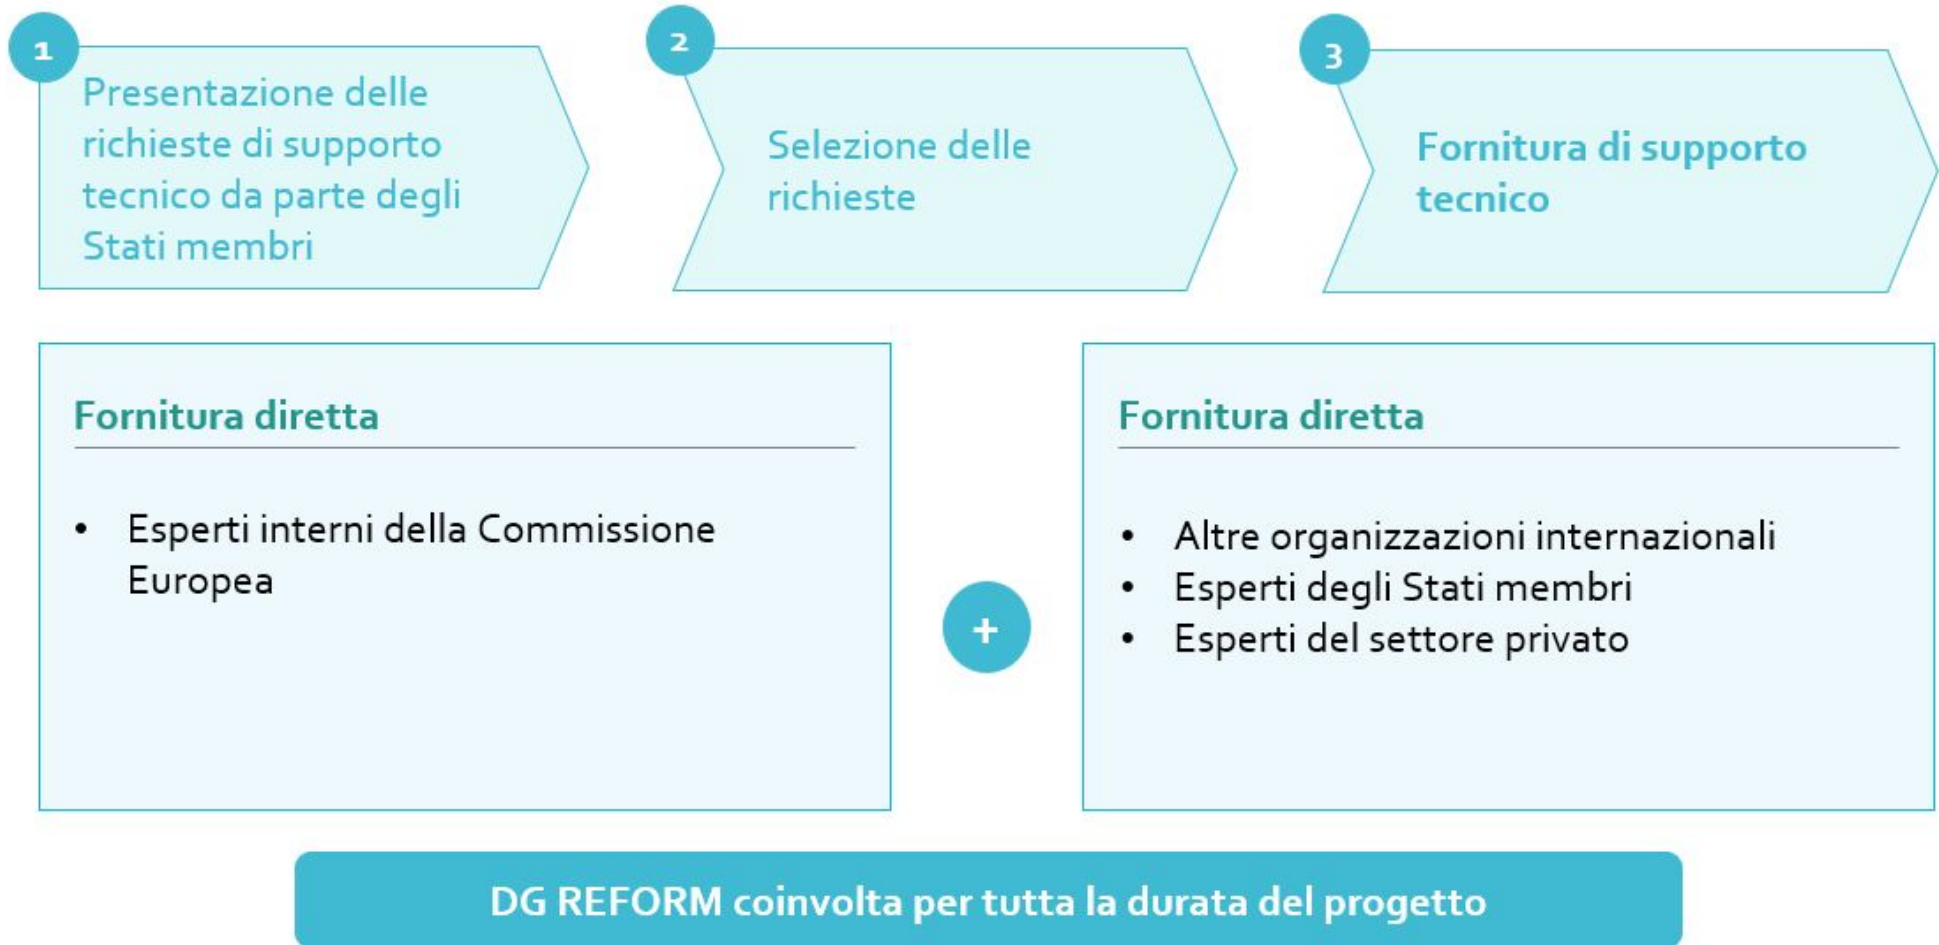 1
Presentazione delle
richieste di supporto
tecnico da parte degli
Stati membri
2
Selezione delle
richieste
3
Fornitura di supporto
tecnico
Fornitura diretta
• Esperti interni della Commissione
Europea
+
Fornitura diretta
• Altre organizzazioni internazionali
• Esperti degli Stati membri
• Esperti del settore privato
DG REFORM coinvolta per tutta la durata del progetto